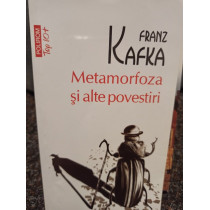 FRANZ
KAFKA
POLIROM
Top 10+
Metamorfoza
și alte povestiri